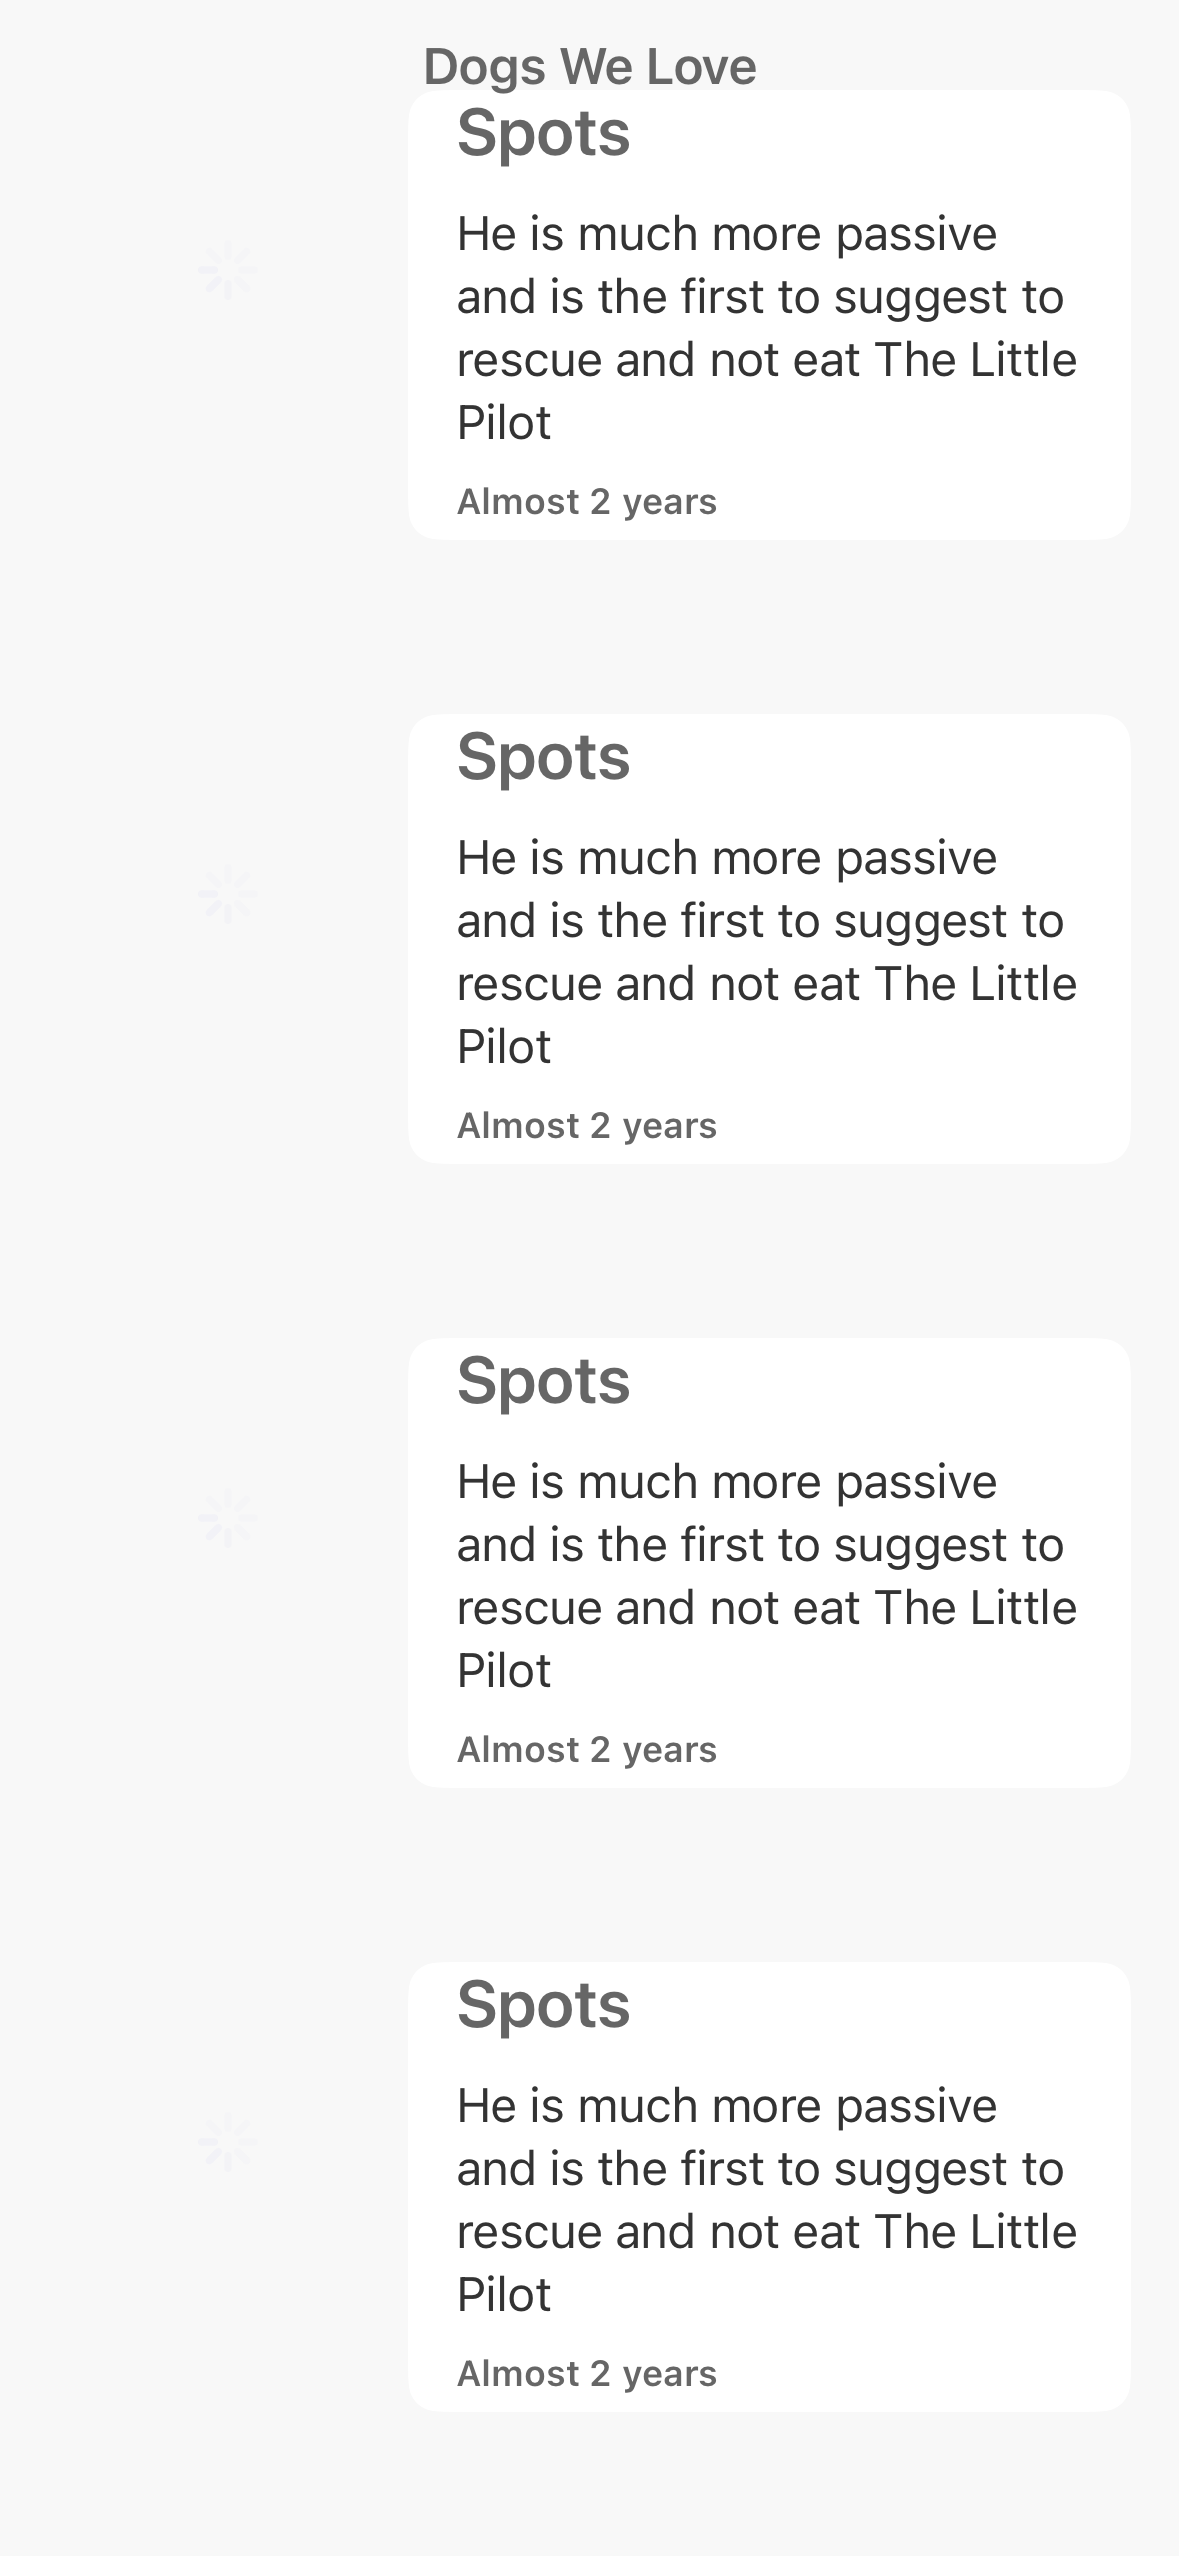 Dogs We Love
Spots
He is much more passive
and is the first to suggest to
rescue and not eat The Little
Pilot
Almost 2 years
Spots
He is much more passive
and is the first to suggest to
rescue and not eat The Little
Pilot
Almost 2 years
Spots
He is much more passive
and is the first to suggest to
rescue and not eat The Little
Pilot
Almost 2 years
Spots
He is much more passive
and is the first to suggest to
rescue and not eat The Little
Pilot
Almost 2 years